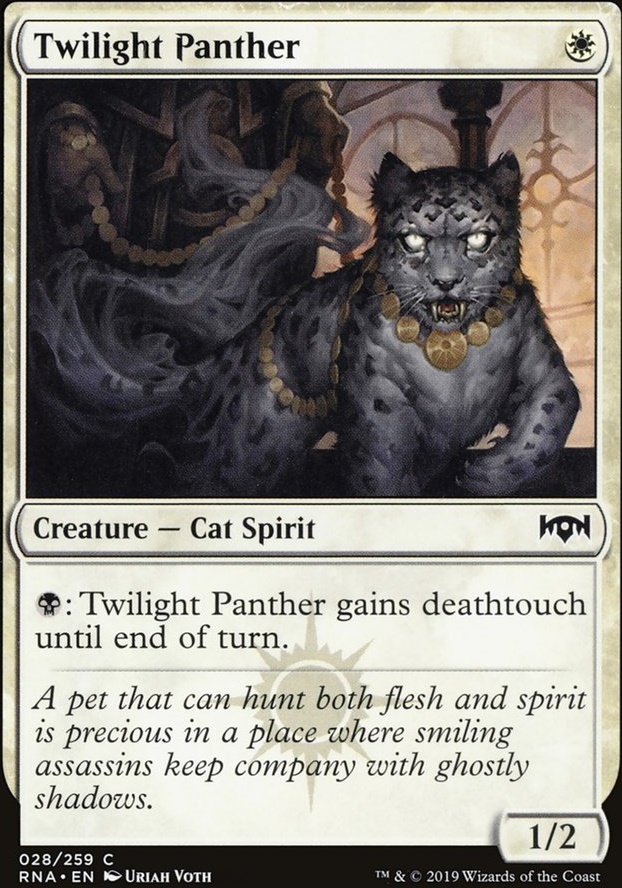 Twilight Panther
Creature — Cat Spirit
: Twilight Panther gains deathtouch
until end of turn.
A pet that can hunt both flesh and spirit
is precious in a place where smiling
assassins keep company with ghostly
shadows.
1/2
028/259 C
RNA • EN Uriah Voth
™ & © 2019 Wizards of the Coast